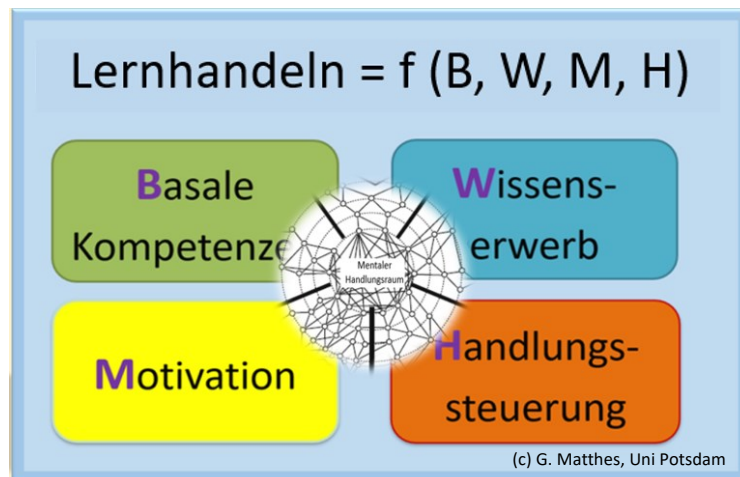 Lernhandeln = f (B, W, M, H)
Basale
Kompetenze
Wissens-
erwerb
Mentaler
Handlungsraum
Motivation
Handlungs-
steuerung
(c) G. Matthes, Uni Potsdam